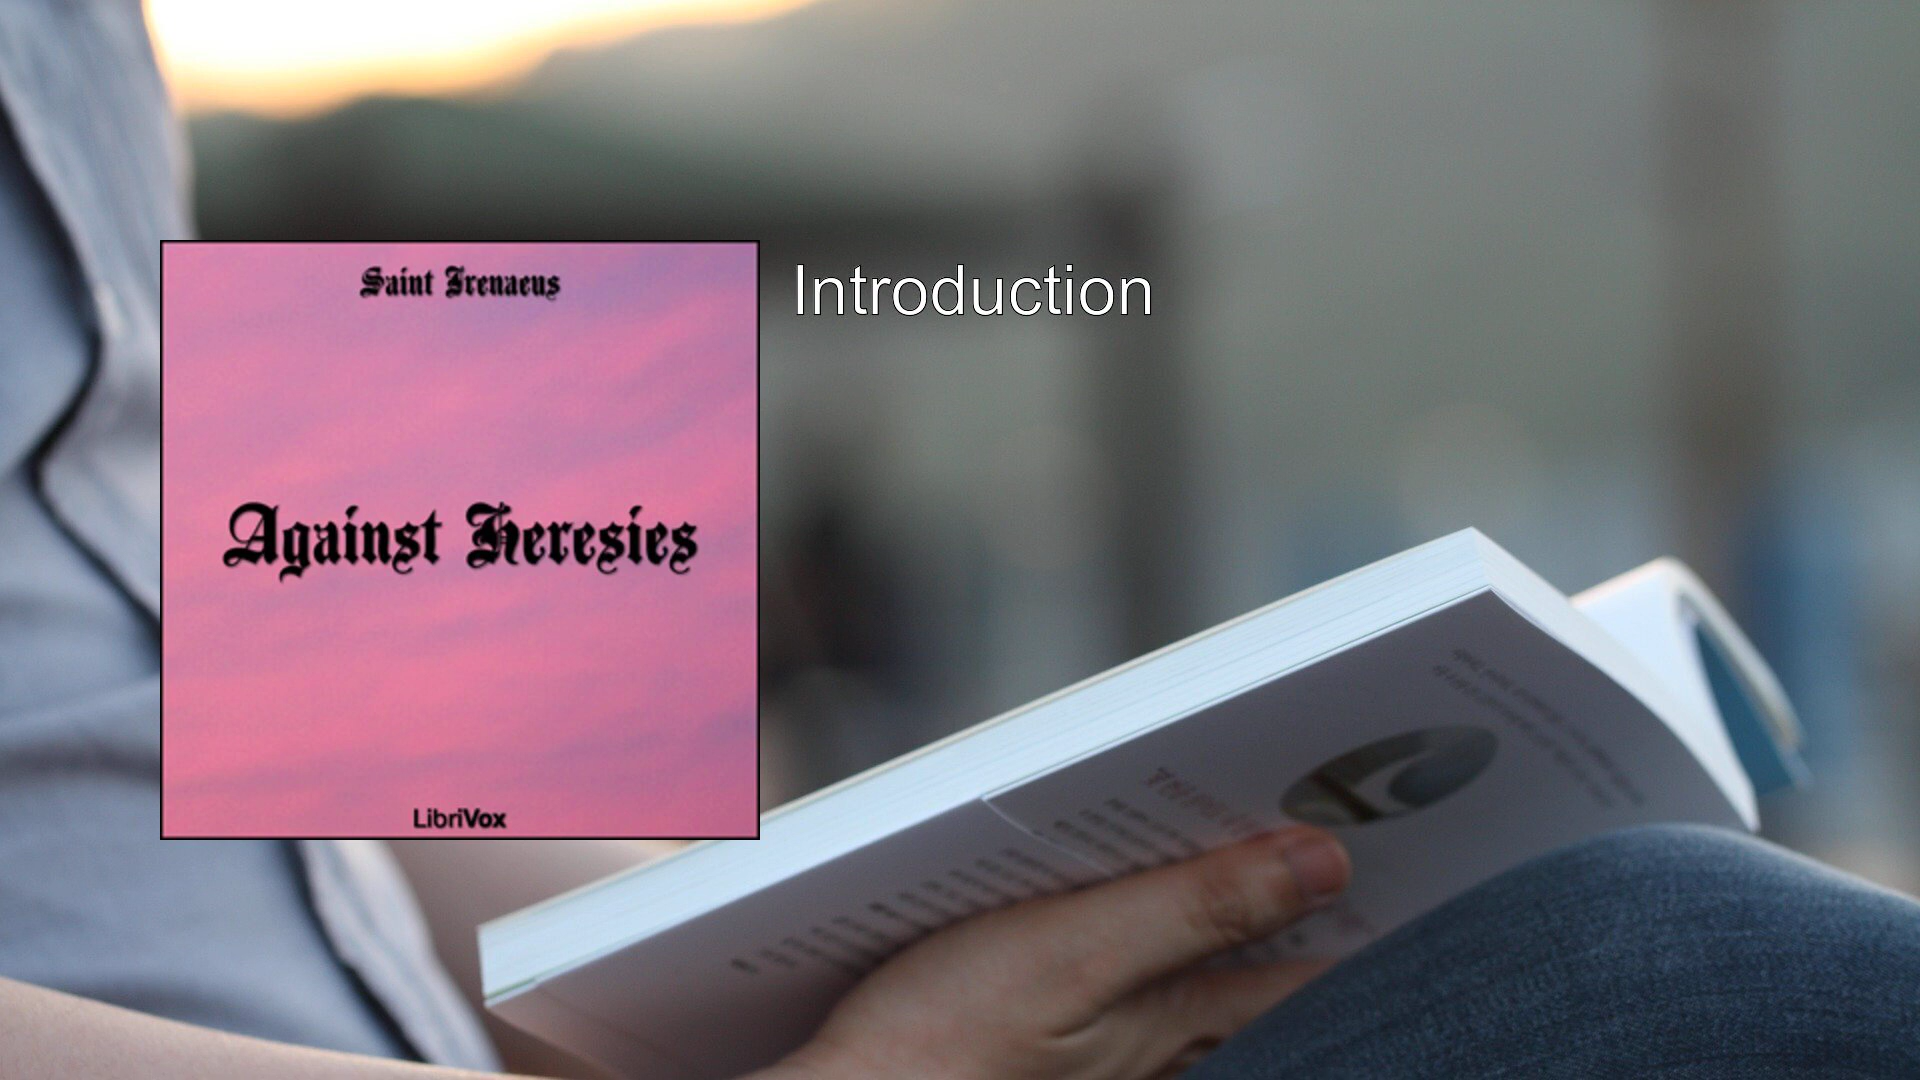 Saint Irenaeus
Against Heresies
LibriVox
Introduction